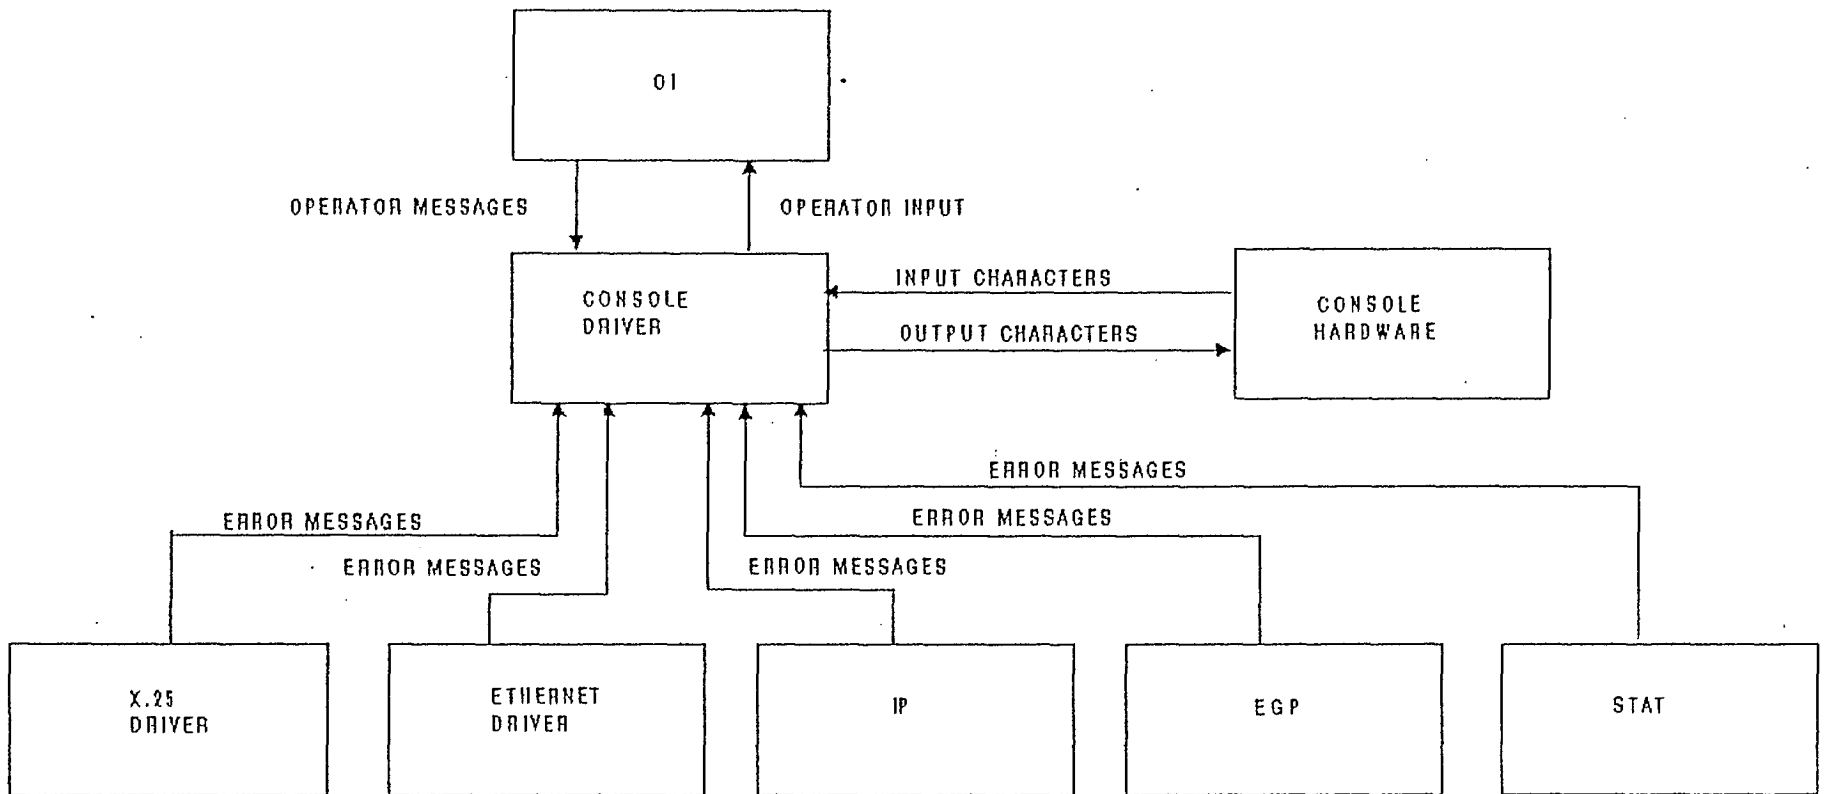 OI
OPERATOR MESSAGES
OPERATOR INPUT
INPUT CHARACTERS
CONSOLE
DRIVER
CONSOLE
HARDWARE
OUTPUT CHARACTERS
ERROR MESSAGES
ERROR MESSAGES
ERROR MESSAGES
ERROR MESSAGES
ERROR MESSAGES
X.25
DRIVER
ETHERNET
DRIVER
IP
EGP
STAT